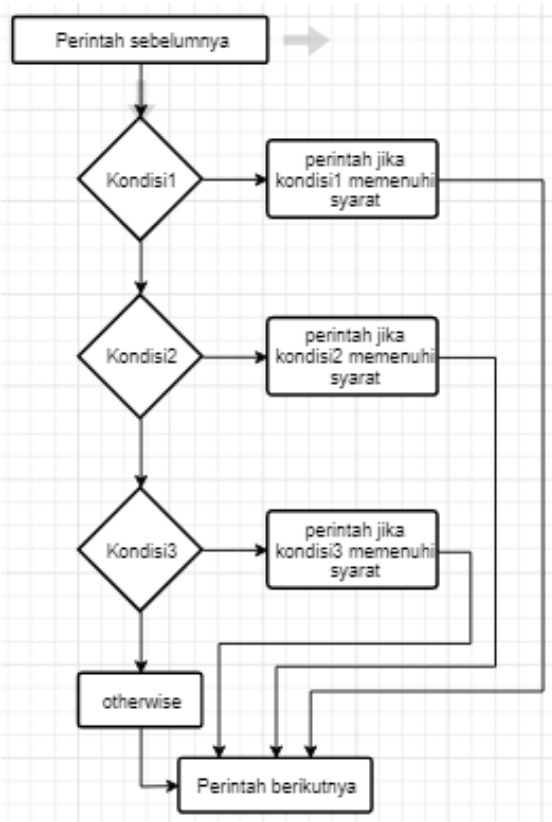 Perintah sebelumnya
Kondisi1
perintah jika
kondisi1 memenuhi
syarat
Kondisi2
perintah jika
kondisi2 memenuhi
syarat
Kondisi3
perintah jika
kondisi3 memenuhi
syarat
otherwise
Perintah berikutnya